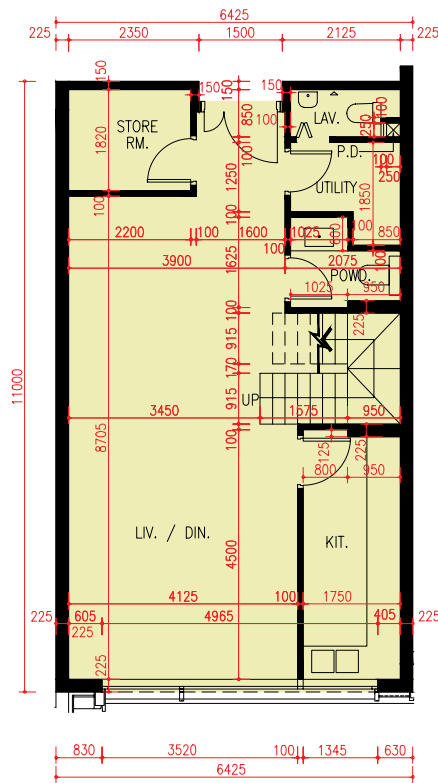 6425
225 2350 1500 2125 225
150
150 150 150
STORE
RM.
LAV.
1820
850
100
250
100
P.D.
100
250
UTILITY
1250
1850
100
100
2200 100 1600 1025 100 850
600
100
3900 2075
1625
100
POWD.
1025 950
100
225
915
170
11000
UP
915
3450 1575 950
8705
100
125
225
800 950
LIV. / DIN.
KIT.
4500
4125 100 1750
225 605 4965 405 225
225
225
830 3520 100 1345 630
6425